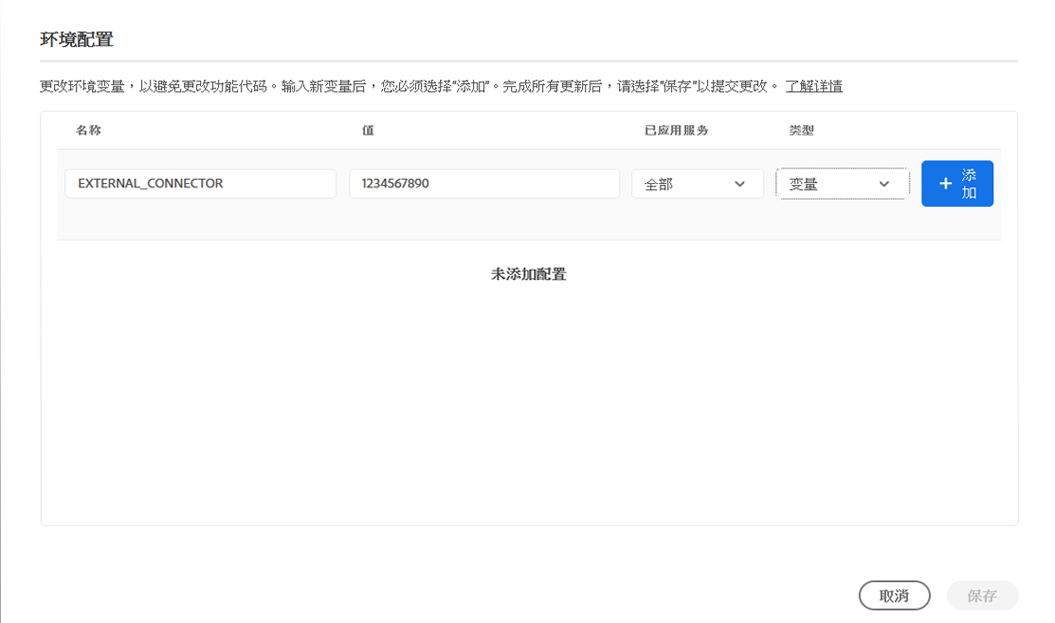 环境配置
更改环境变量，以避免更改功能代码。输入新变量后，您必须选择“添加”。完成所有更新后，请选择“保存”以提交更改。 了解详情
名称 值 已应用服务 类型
EXTERNAL_CONNECTOR 1234567890 全部 变量 + 添
加
未添加配置
取消 保存